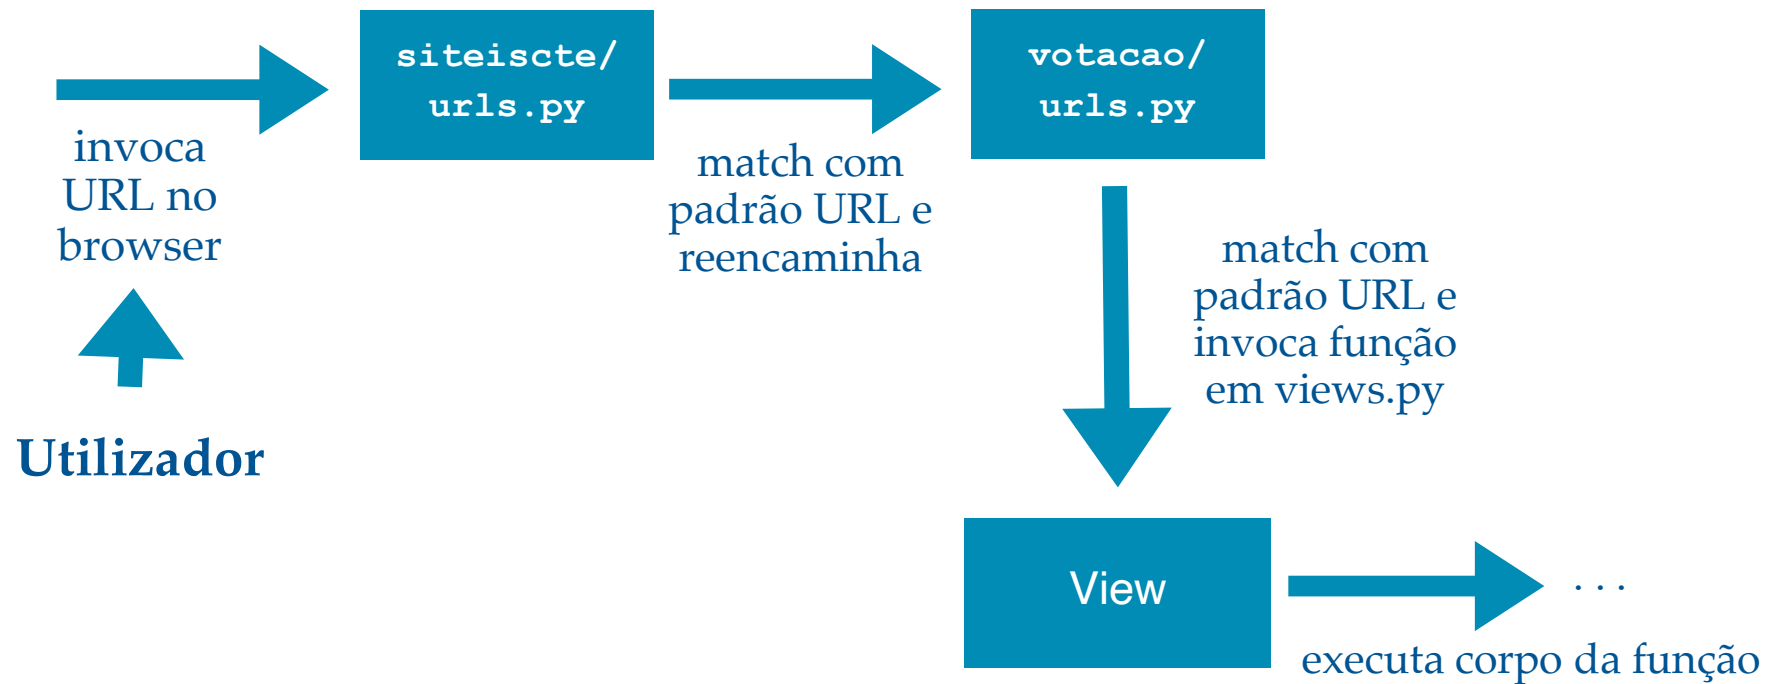 siteiscte/
urls.py
votacao/
urls.py
invoca
URL no
browser
match com
padrão URL e
reencaminha
match com
padrão URL e
invoca função
em views.py
Utilizador
View
. . .
executa corpo da função